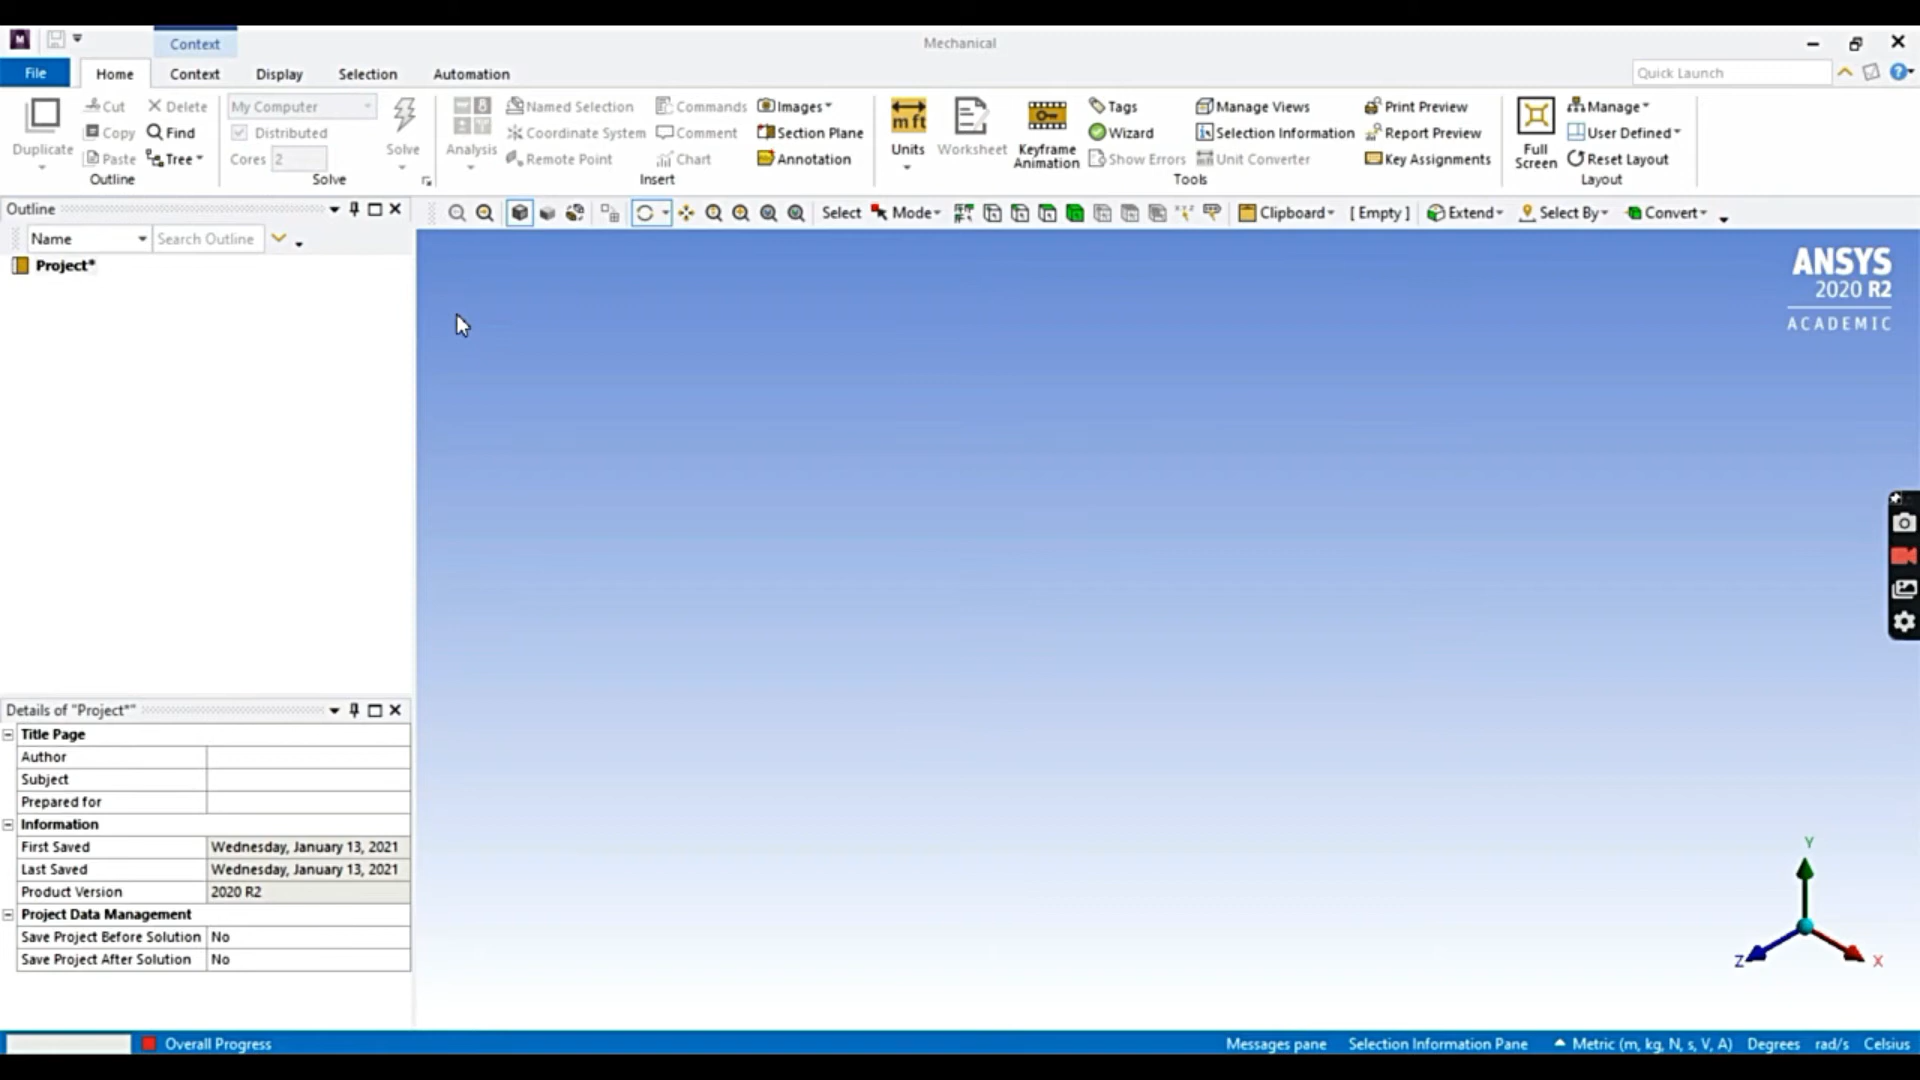 Context
Mechanical
File Home Context Display Selection Automation Quick Launch
Duplicate
Cut Delete
Copy Find
Paste Tree
Outline
My Computer
Distributed
Cores 2
Solve
Solve
Analysis
Named Selection Commands Images
Coordinate System Comment Section Plane
Remote Point Chart Annotation
Insert
m ft
Units
Worksheet
Keyframe
Animation
Tags Manage Views Print Preview
Wizard Selection Information Report Preview
Show Errors Unit Converter Key Assignments
Tools
Full
Screen
Manage
User Defined
Reset Layout
Layout
Outline
Select Mode Clipboard [ Empty ] Extend Select By Convert
Name Search Outline
Project*
ANSYS
2020 R2
ACADEMIC
Details of "Project*"
Title Page
Author
Subject
Prepared for
Information
First Saved Wednesday, January 13, 2021
Last Saved Wednesday, January 13, 2021
Product Version 2020 R2
Project Data Management
Save Project Before Solution No
Save Project After Solution No
Y
Z X
Overall Progress Messages pane Selection Information Pane Metric (m, kg, N, s, V, A) Degrees rad/s Celsius